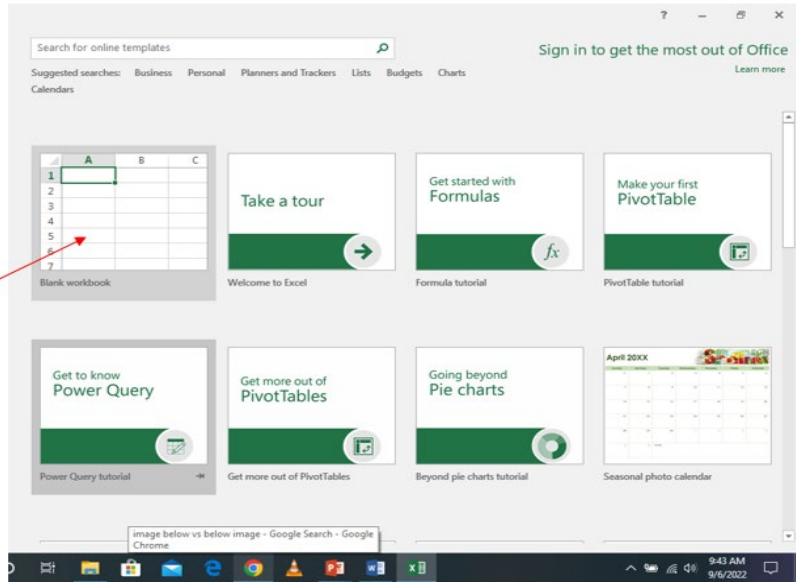 ?
Search for online templates
Sign in to get the most out of Office
Suggested searches: Business Personal Planners and Trackers Lists Budgets Charts
Learn more
Calendars
A B C
1
2
3
4
5
6
7
Blank workbook
Take a tour
Welcome to Excel
Get started with
Formulas
fx
Formula tutorial
Make your first
PivotTable
PivotTable tutorial
Get to know
Power Query
Power Query tutorial
Get more out of
PivotTables
Get more out of PivotTables
Going beyond
Pie charts
Beyond pie charts tutorial
April 20XX
Seasonal photo calendar
image below vs below image - Google Search - Google
Chrome
9:43 AM
9/6/2022